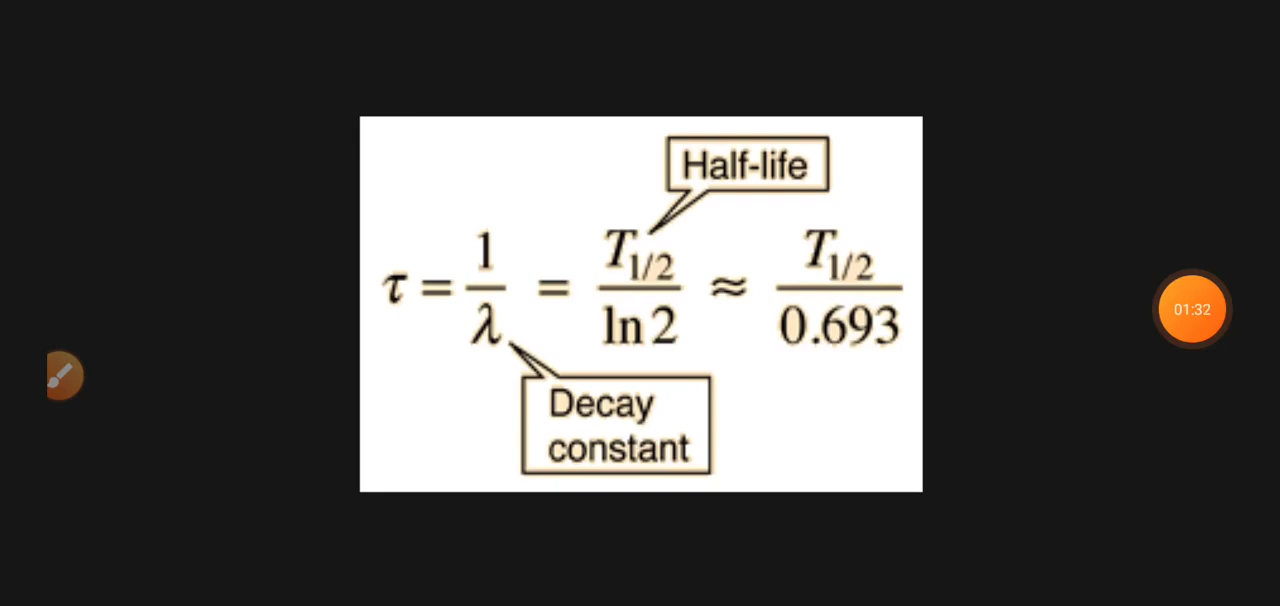 Half-life
τ = 1/λ = T1/2/ln 2 ≈ T1/2/0.693
Decay
constant
01:32